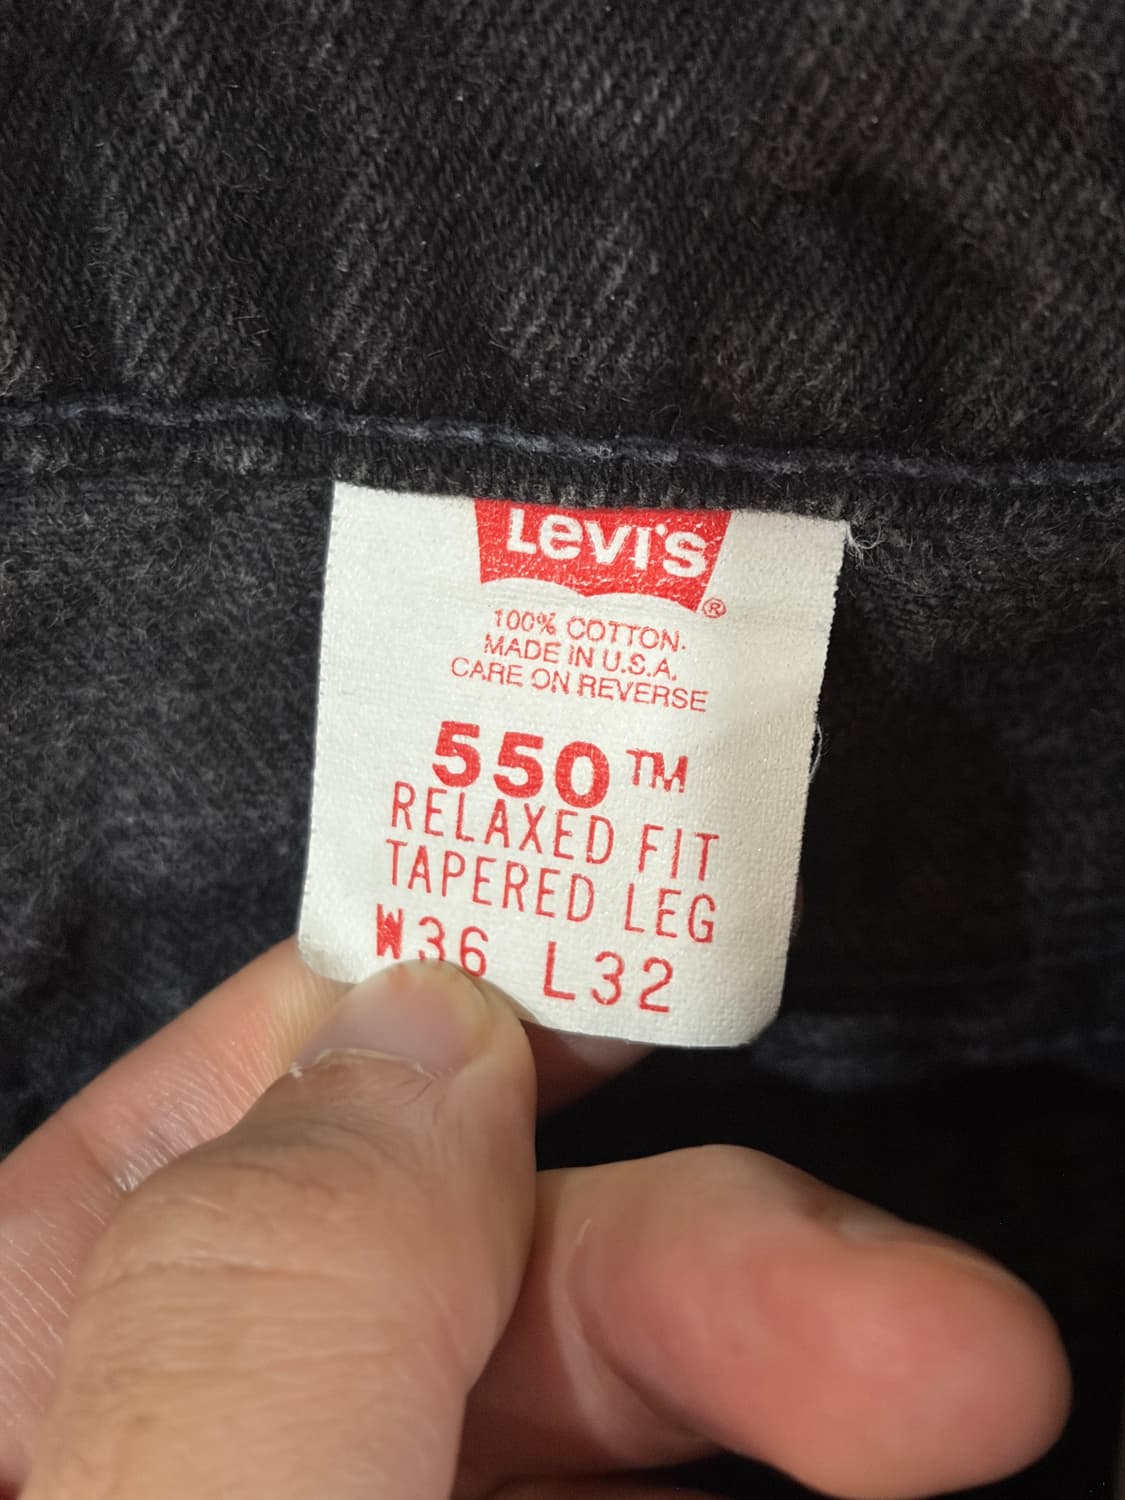 Levi's
®
100% COTTON.
MADE IN U.S.A.
CARE ON REVERSE
550™
RELAXED FIT
TAPERED LEG
W36 L32